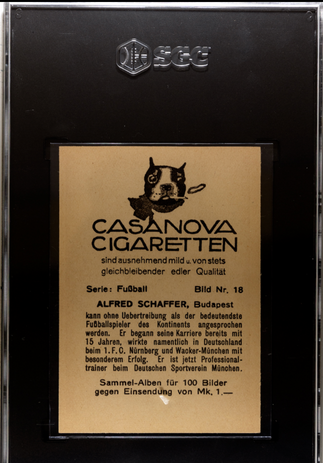 SGC
CASANOVA
CIGARETTEN
sind ausnehmend mild u. von stets
gleichbleibender edler Qualität
Serie: Fußball Bild Nr. 18
ALFRED SCHAFFER, Budapest
kann ohne Uebertreibung als der bedeutendste
Fußballspieler des Kontinents angesprochen
werden. Er begann seine Karriere bereits mit
15 Jahren, wirkte namentlich in Deutschland
beim 1. F. C. Nürnberg und Wacker-München mit
besonderem Erfolg. Er ist jetzt Professional-
trainer beim Deutschen Sportverein München.
Sammel-Alben für 100 Bilder
gegen Einsendung von Mk. 1.—